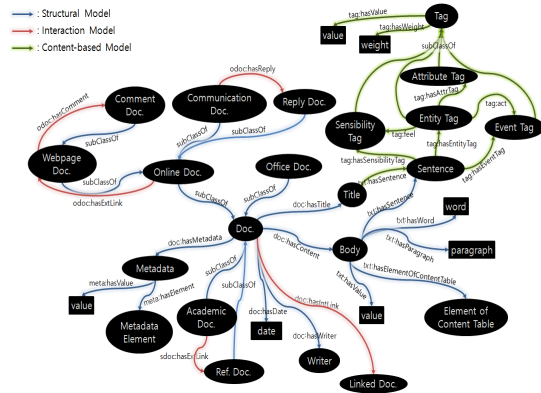 : Structural Model
: Interaction Model
: Content-based Model
Tag
tag:hasValue
tag:hasWeight
value
weight
subClassOf
Attribute Tag
tag:hasAttrTag
tag:act
Entity Tag
Event Tag
Sensibility
Tag
tag:feel
tag:hasEntityTag
tag:hasSensibilityTag
tag:hasEventTag
Sentence
txt:hasSentence
Title
txt:hasSentence
odoc:hasReply
Communication
Doc.
Reply Doc.
odoc:hasComment
Comment
Doc.
subClassOf
subClassOf
subClassOf
Webpage
Doc.
subClassOf
Online Doc.
Office Doc.
odoc:hasExtLink
subClassOf
subClassOf
doc:hasTitle
Doc.
doc:hasMetadata
doc:hasContent
Body
txt:hasWord
word
txt:hasParagraph
paragraph
txt:hasElementOfContentTable
txt:hasValue
value
Element of
Content Table
Metadata
meta:hasValue
meta:hasElement
value
Metadata
Element
subClassOf
subClassOf
Academic
Doc.
sdoc:hasExtLink
Ref. Doc.
doc:hasDate
date
doc:hasWriter
Writer
doc:hasIntLink
Linked Doc.